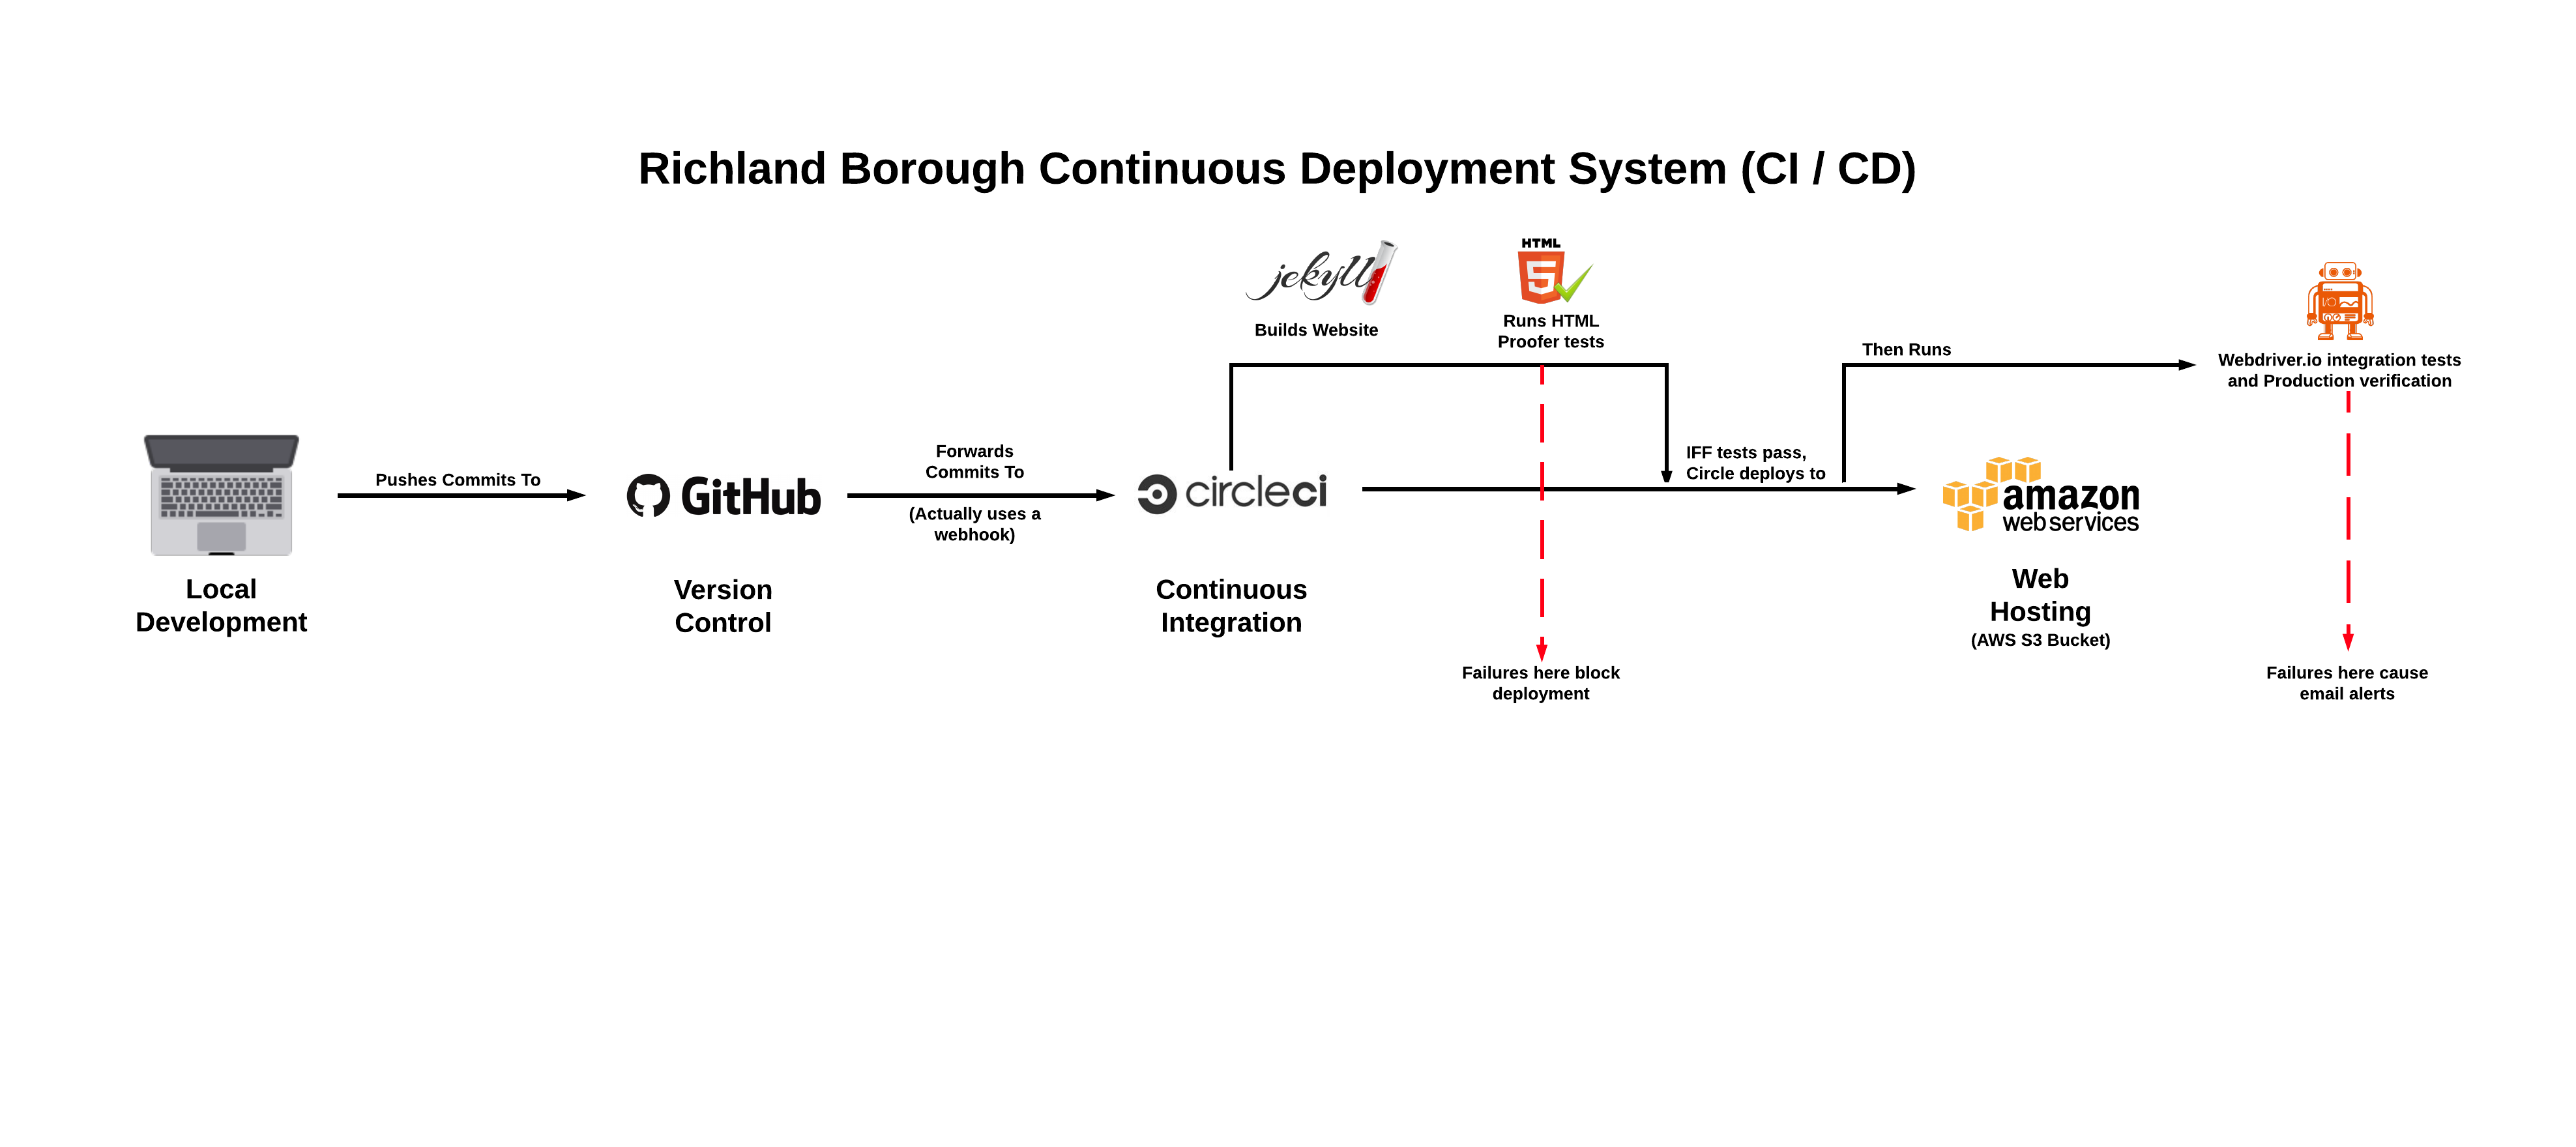 Richland Borough Continuous Deployment System (CI / CD)
jekyll
Builds Website
HTML
5
Runs HTML
Proofer tests
Then Runs
I/O
Webdriver.io integration tests
and Production verification
Pushes Commits To
GitHub
Forwards
Commits To
(Actually uses a
webhook)
circleci
IFF tests pass,
Circle deploys to
amazon
webservices
Local
Development
Version
Control
Continuous
Integration
Web
Hosting
(AWS S3 Bucket)
Failures here block
deployment
Failures here cause
email alerts